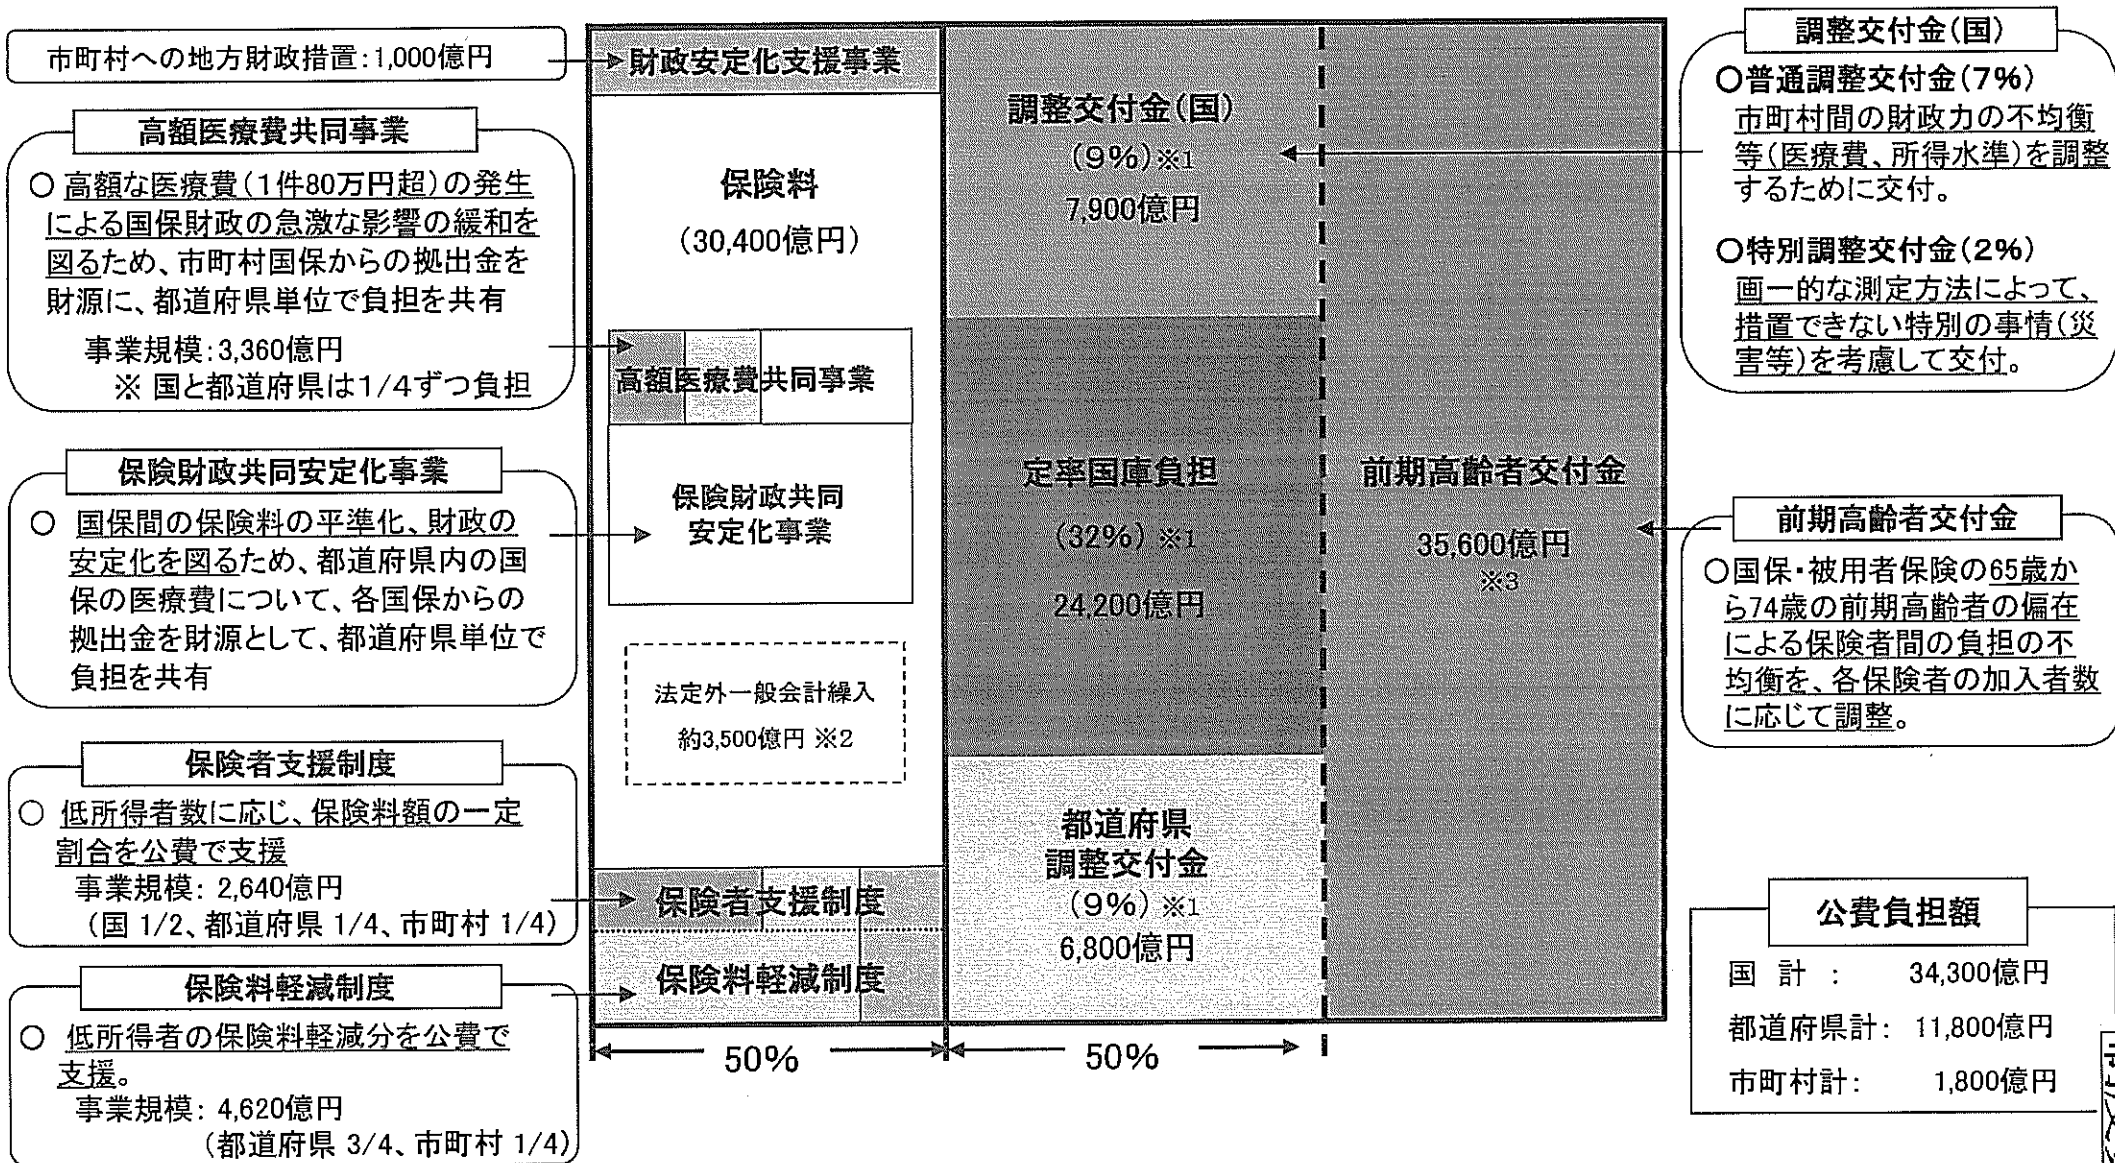 市町村への地方財政措置:1,000億円
高額医療費共同事業
○ 高額な医療費(1件80万円超)の発生
による国保財政の急激な影響の緩和を
図るため、市町村国保からの拠出金を
財源に、都道府県単位で負担を共有
事業規模:3,360億円
※ 国と都道府県は1/4ずつ負担
保険財政共同安定化事業
○ 国保間の保険料の平準化、財政の
安定化を図るため、都道府県内の国
保の医療費について、各国保からの
拠出金を財源として、都道府県単位で
負担を共有
保険者支援制度
○ 低所得者数に応じ、保険料額の一定
割合を公費で支援
事業規模: 2,640億円
(国 1/2、都道府県 1/4、市町村 1/4)
保険料軽減制度
○ 低所得者の保険料軽減分を公費で
支援。
事業規模: 4,620億円
(都道府県 3/4、市町村 1/4)
財政安定化支援事業
保険料
(30,400億円)
高額医療費共同事業
保険財政共同
安定化事業
法定外一般会計繰入
約3,500億円 ※2
保険者支援制度
保険料軽減制度
50%
調整交付金(国)
(9%)※1
7,900億円
定率国庫負担
(32%) ※1
24,200億円
都道府県
調整交付金
(9%) ※1
6,800億円
50%
前期高齢者交付金
35,600億円
※3
調整交付金(国)
○普通調整交付金(7%)
市町村間の財政力の不均衡
等(医療費、所得水準)を調整
するために交付。
○特別調整交付金(2%)
画一的な測定方法によって、
措置できない特別の事情(災
害等)を考慮して交付。
前期高齢者交付金
○国保・被用者保険の65歳か
ら74歳の前期高齢者の偏在
による保険者間の負担の不
均衡を、各保険者の加入者数
に応じて調整。
公費負担額
国 計 : 34,300億円
都道府県計: 11,800億円
市町村計: 1,800億円